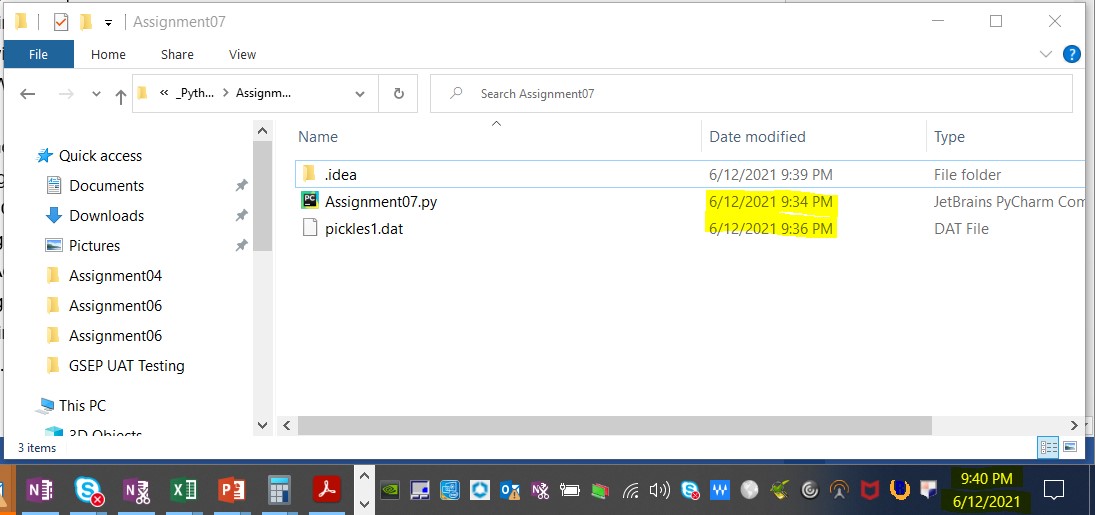 Assignment07
File Home Share View
« _Pyth... Assignm... Search Assignment07
Name Date modified Type
Quick access
Documents
Downloads
Pictures
Assignment04
Assignment06
Assignment06
GSEP UAT Testing
This PC
3D Objects
.idea 6/12/2021 9:39 PM File folder
Assignment07.py 6/12/2021 9:34 PM JetBrains PyCharm Com
pickles1.dat 6/12/2021 9:36 PM DAT File
3 items
9:40 PM
6/12/2021